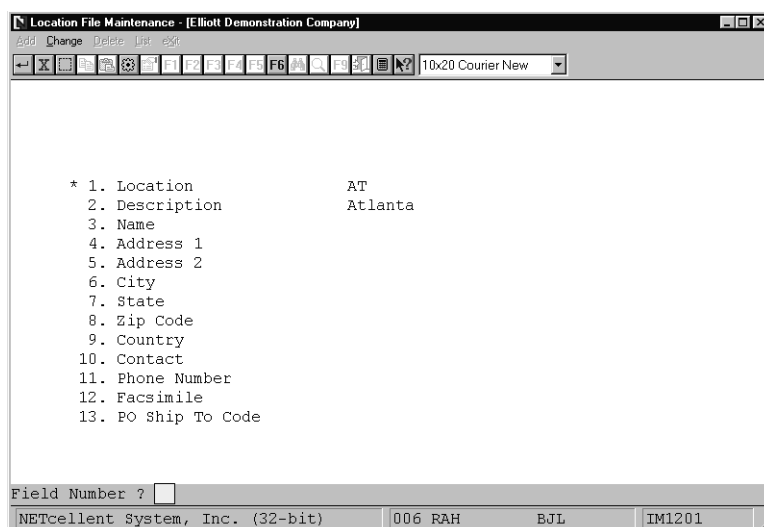 Location File Maintenance - [Elliott Demonstration Company]
Add Change Delete List eXit
X F1 F2 F3 F4 F5 F6 F9 10x20 Courier New
* 1. Location AT
2. Description Atlanta
3. Name
4. Address 1
5. Address 2
6. City
7. State
8. Zip Code
9. Country
10. Contact
11. Phone Number
12. Facsimile
13. PO Ship To Code
Field Number ?
NETcellent System, Inc. (32-bit) 006 RAH BJL IM1201